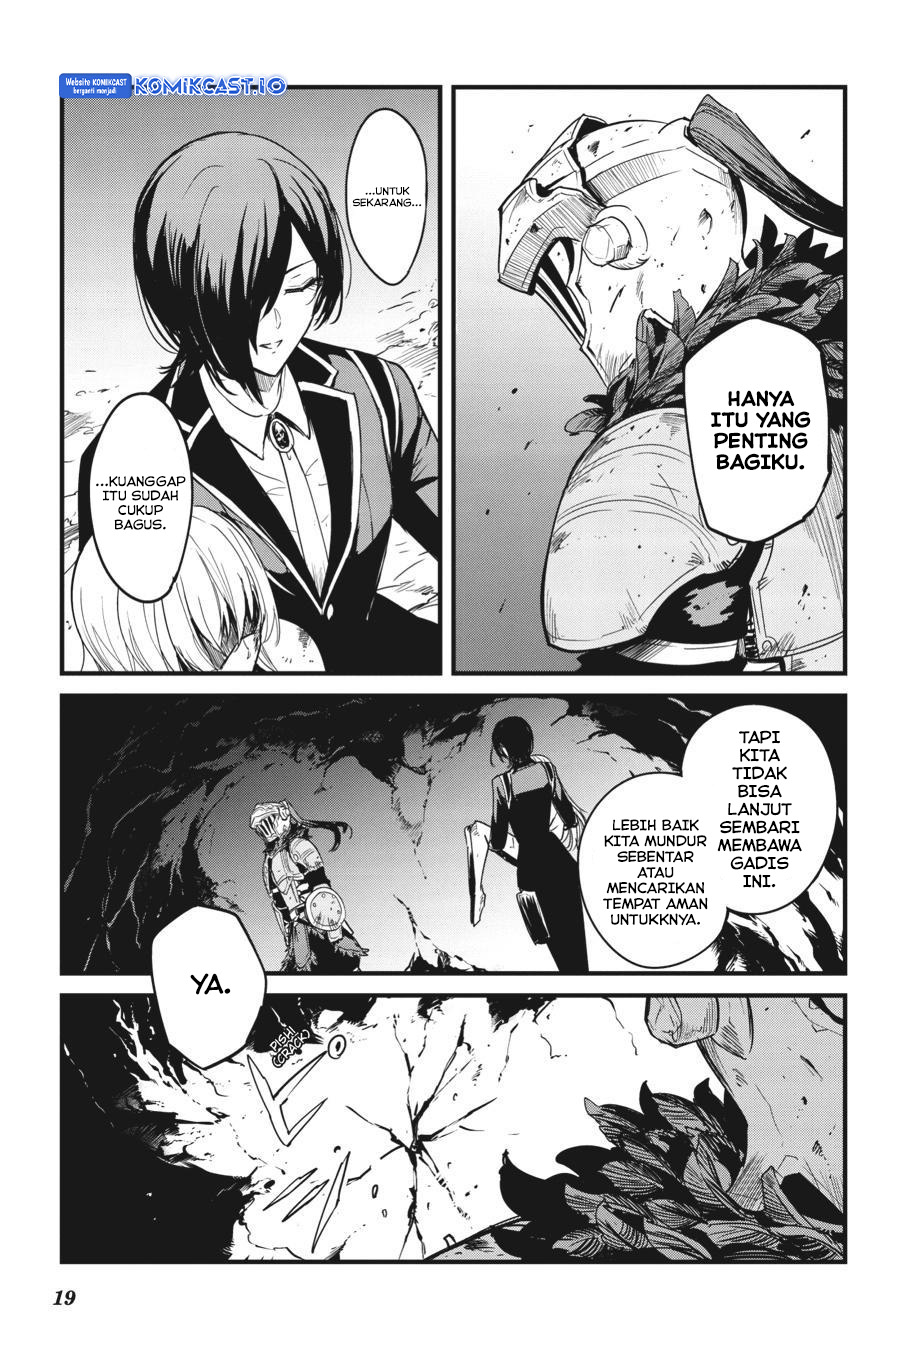 Website KOMIKCAST
berganti menjadi
KOMIKCAST.IO
HANYA
ITU YANG
PENTING
BAGIKU.
...UNTUK
SEKARANG...
...KUANGGAP
ITU SUDAH
CUKUP
BAGUS.
TAPI
KITA
TIDAK
BISA
LANJUT
SEMBARI
MEMBAWA
GADIS
INI.
LEBIH BAIK
KITA MUNDUR
SEBENTAR
ATAU
MENCARIKAN
TEMPAT AMAN
UNTUKKNYA.
YA.
PISHI
(CRACK)
19